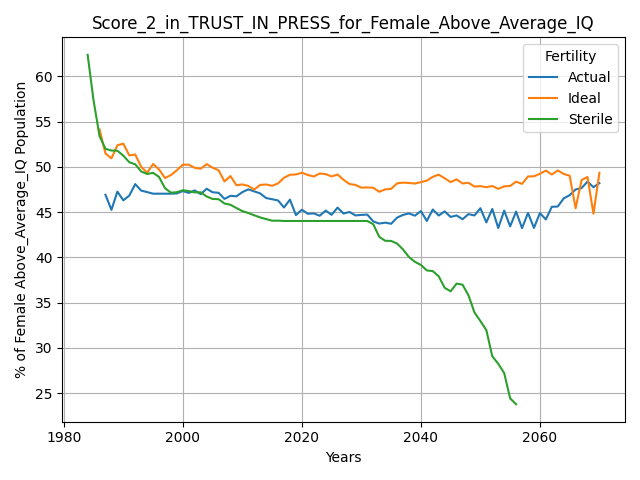 Score_2_in_TRUST_IN_PRESS_for_Female_Above_Average_IQ
% of Female Above_Average_IQ Population
60
55
50
45
40
35
30
25
Fertility
Actual
Ideal
Sterile
1980
2000
2020
2040
2060
Years